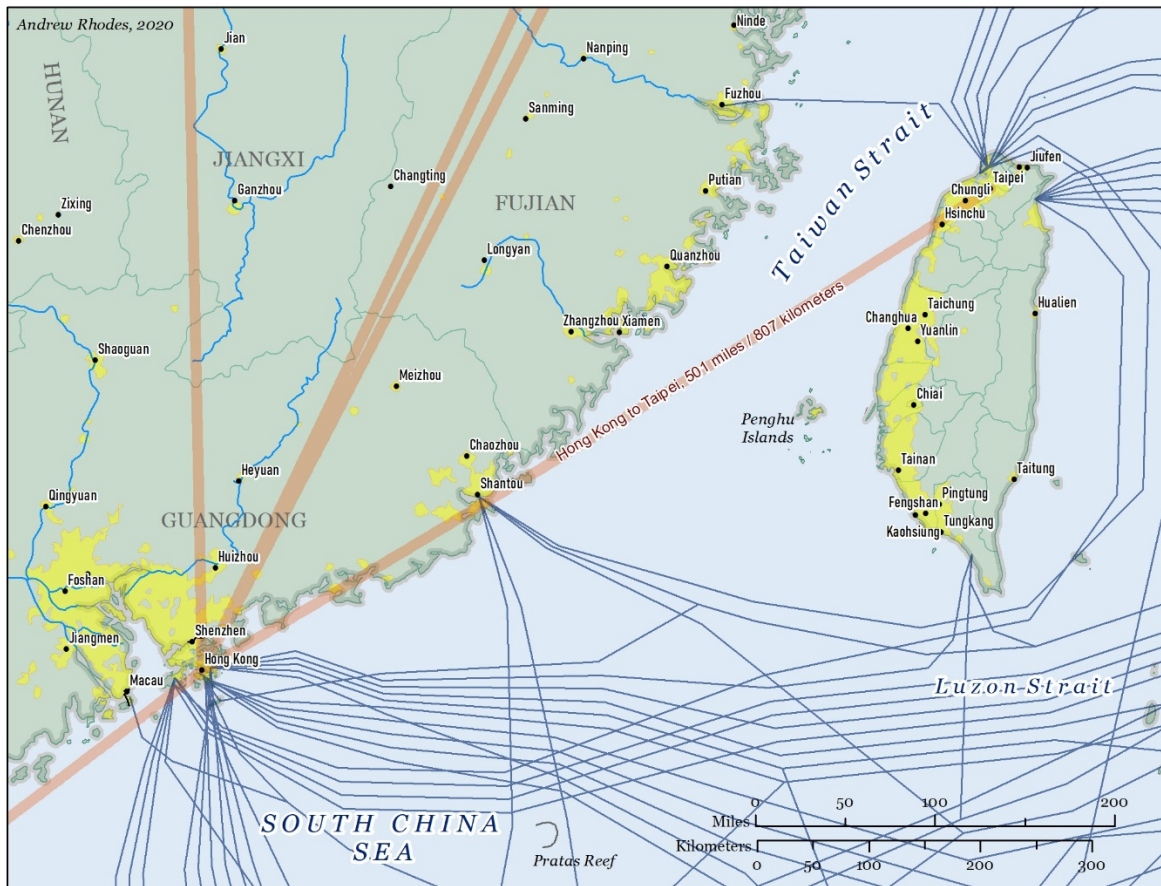 Andrew Rhodes, 2020
Ninde
Jian
Nanping
HUNAN
Fuzhou
Sanming
Taiwan Strait
JIANGXI
Jiufen
Taipei
Changting
Chungli
Putian
Ganzhou
FUJIAN
Zixing
Hsinchu
Chenzhou
Longyan
Quanzhou
Hong Kong to Taipei, 501 miles / 807 kilometers
Taichung
Hualien
Changhua
Zhangzhou
Xiamen
Yuanlin
Shaoguan
Meizhou
Chiai
Penghu
Islands
Chaozhou
Tainan
Taitung
Heyuan
Shantou
Qingyuan
Pingtung
Fengshan
GUANGDONG
Tungkang
Kaohsiung
Huizhou
Foshan
Shenzhen
Jiangmen
Hong Kong
Macau
Luzon Strait
0 50 100 200
Miles
SOUTH CHINA
SEA
Kilometers
0 50 100 200 300
Pratas Reef